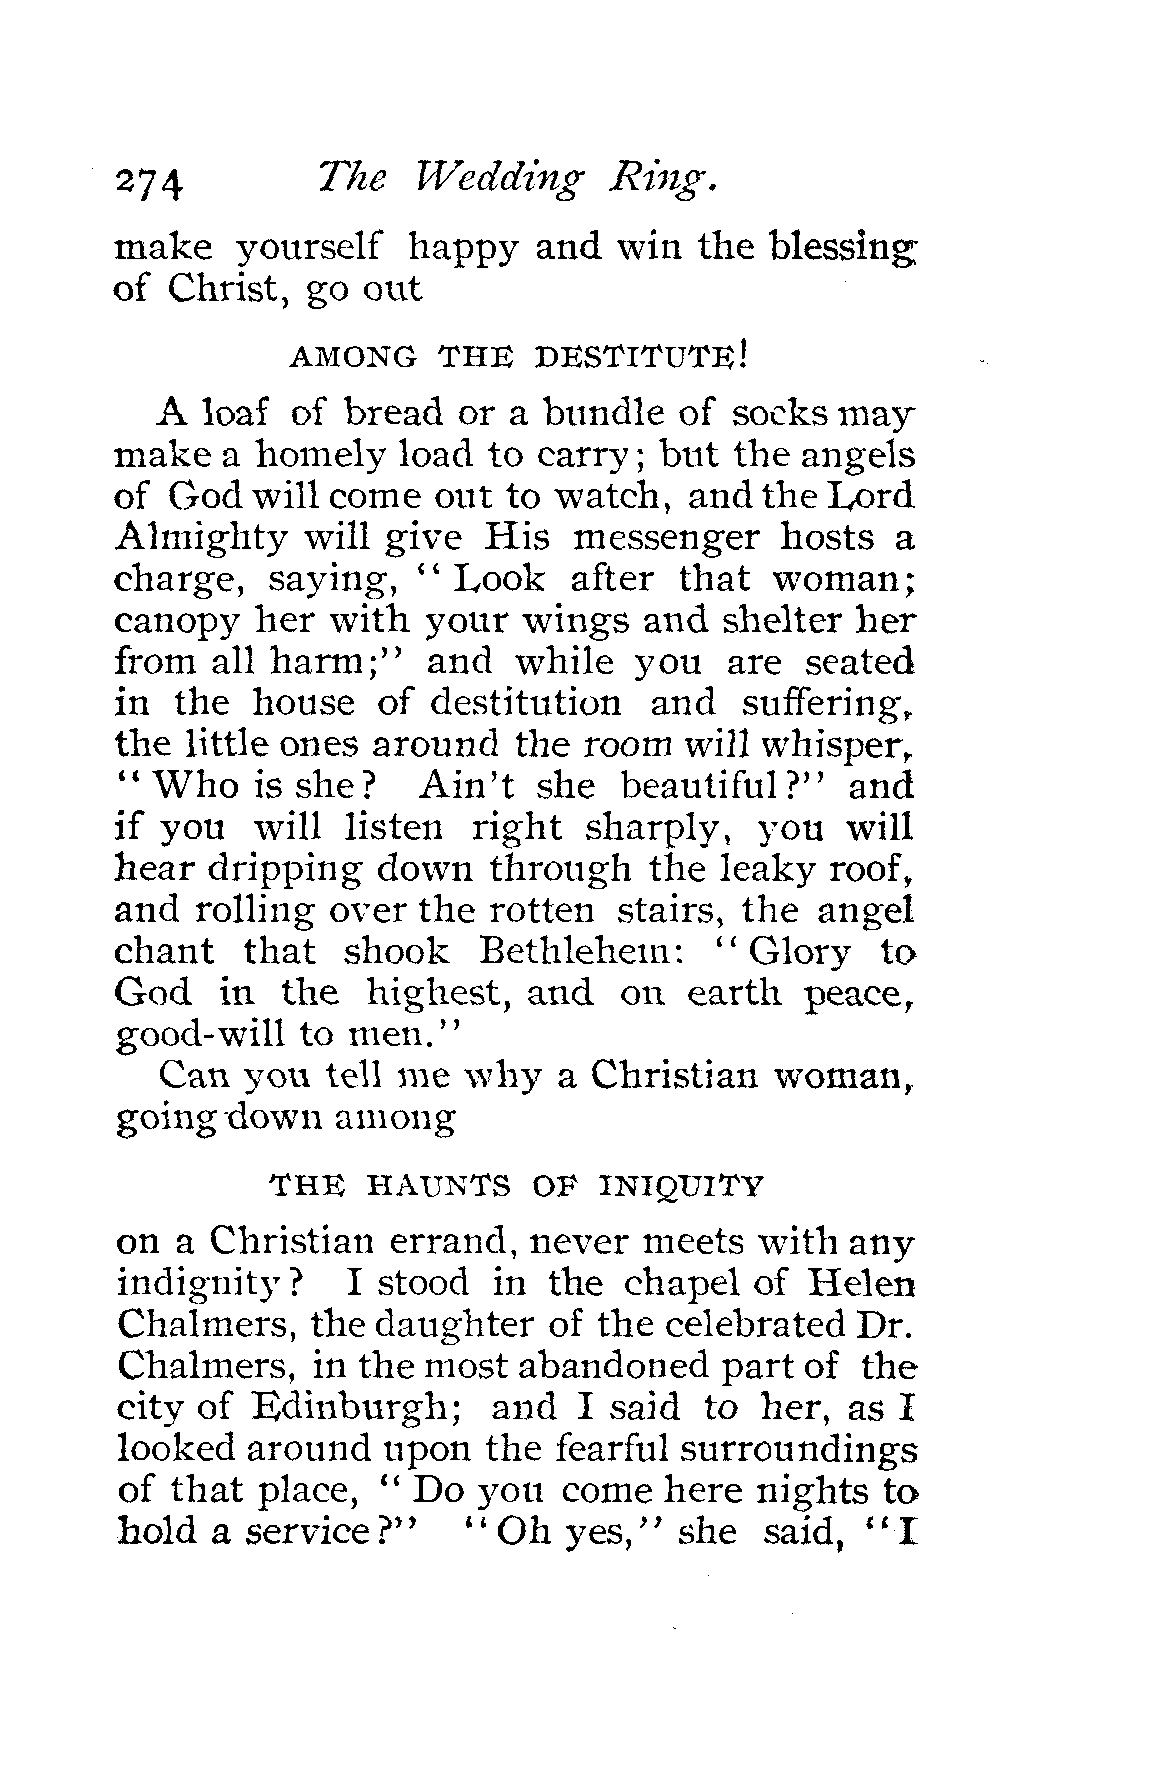 274 The Wedding Ring.
make yourself happy and win the blessing
of Christ, go out
AMONG THE DESTITUTE!
A loaf of bread or a bundle of socks may
make a homely load to carry; but the angels
of God will come out to watch, and the Lord
Almighty will give His messenger hosts a
charge, saying, “Look after that woman;
canopy her with your wings and shelter her
from all harm;” and while you are seated
in the house of destitution and suffering,
the little ones around the room will whisper,
“Who is she? Ain't she beautiful?” and
if you will listen right sharply, you will
hear dripping down through the leaky roof,
and rolling over the rotten stairs, the angel
chant that shook Bethlehem: “Glory to
God in the highest, and on earth peace,
good-will to men.”
Can you tell me why a Christian woman,
going down among
THE HAUNTS OF INIQUITY
on a Christian errand, never meets with any
indignity? I stood in the chapel of Helen
Chalmers, the daughter of the celebrated Dr.
Chalmers, in the most abandoned part of the
city of Edinburgh; and I said to her, as I
looked around upon the fearful surroundings
of that place, “Do you come here nights to
hold a service?” “Oh yes,” she said, “I